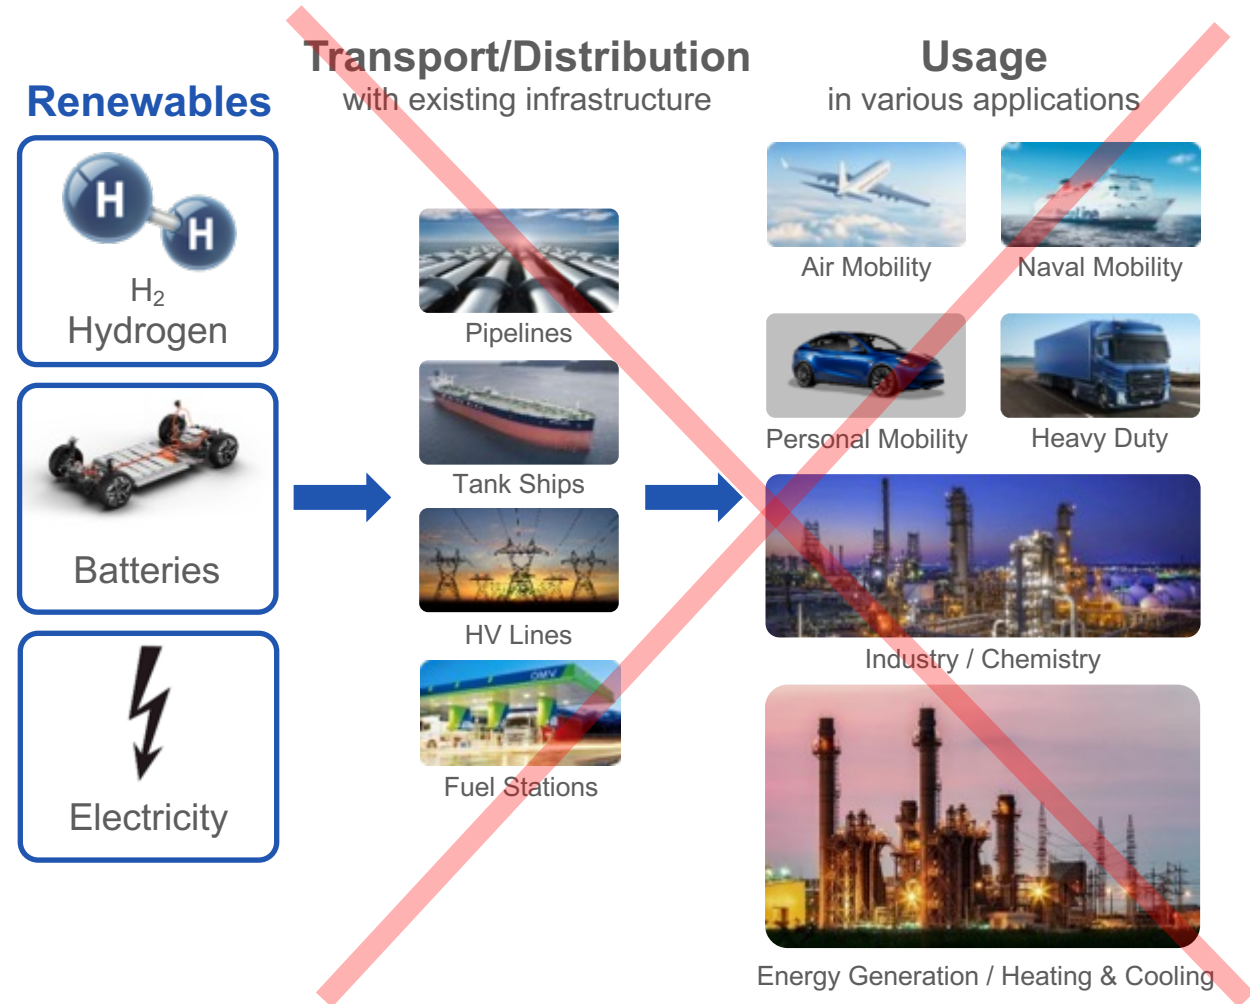 Renewables
H
H
H₂
Hydrogen
Batteries
Electricity
Transport/Distribution
with existing infrastructure
Pipelines
Tank Ships
HV Lines
OMV
Fuel Stations
Usage
in various applications
Air Mobility
Naval Mobility
Personal Mobility
Heavy Duty
Industry / Chemistry
Energy Generation / Heating & Cooling